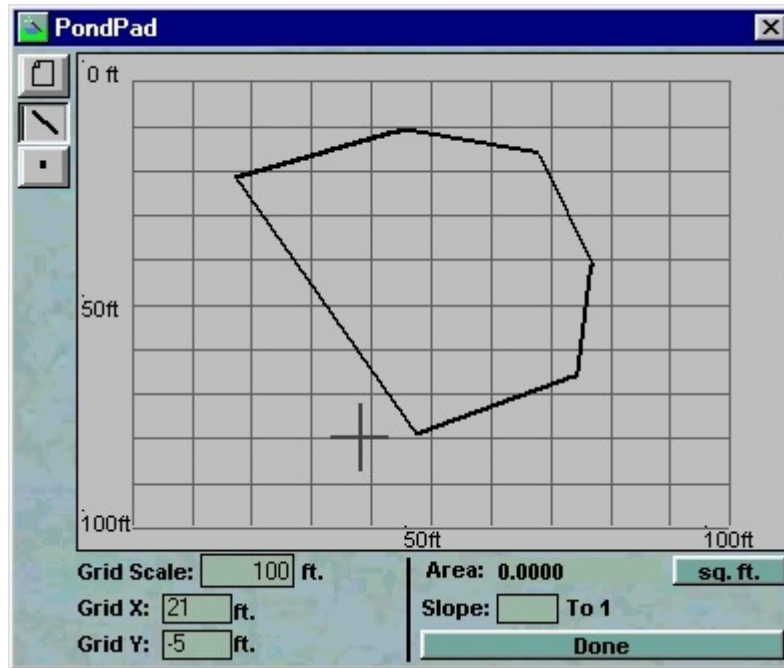 PondPad
0 ft
50ft
100ft
50ft
100ft
Grid Scale: 100 ft.
Area: 0.0000 sq. ft.
Grid X: 21 ft.
Slope: To 1
Grid Y: -5 ft.
Done